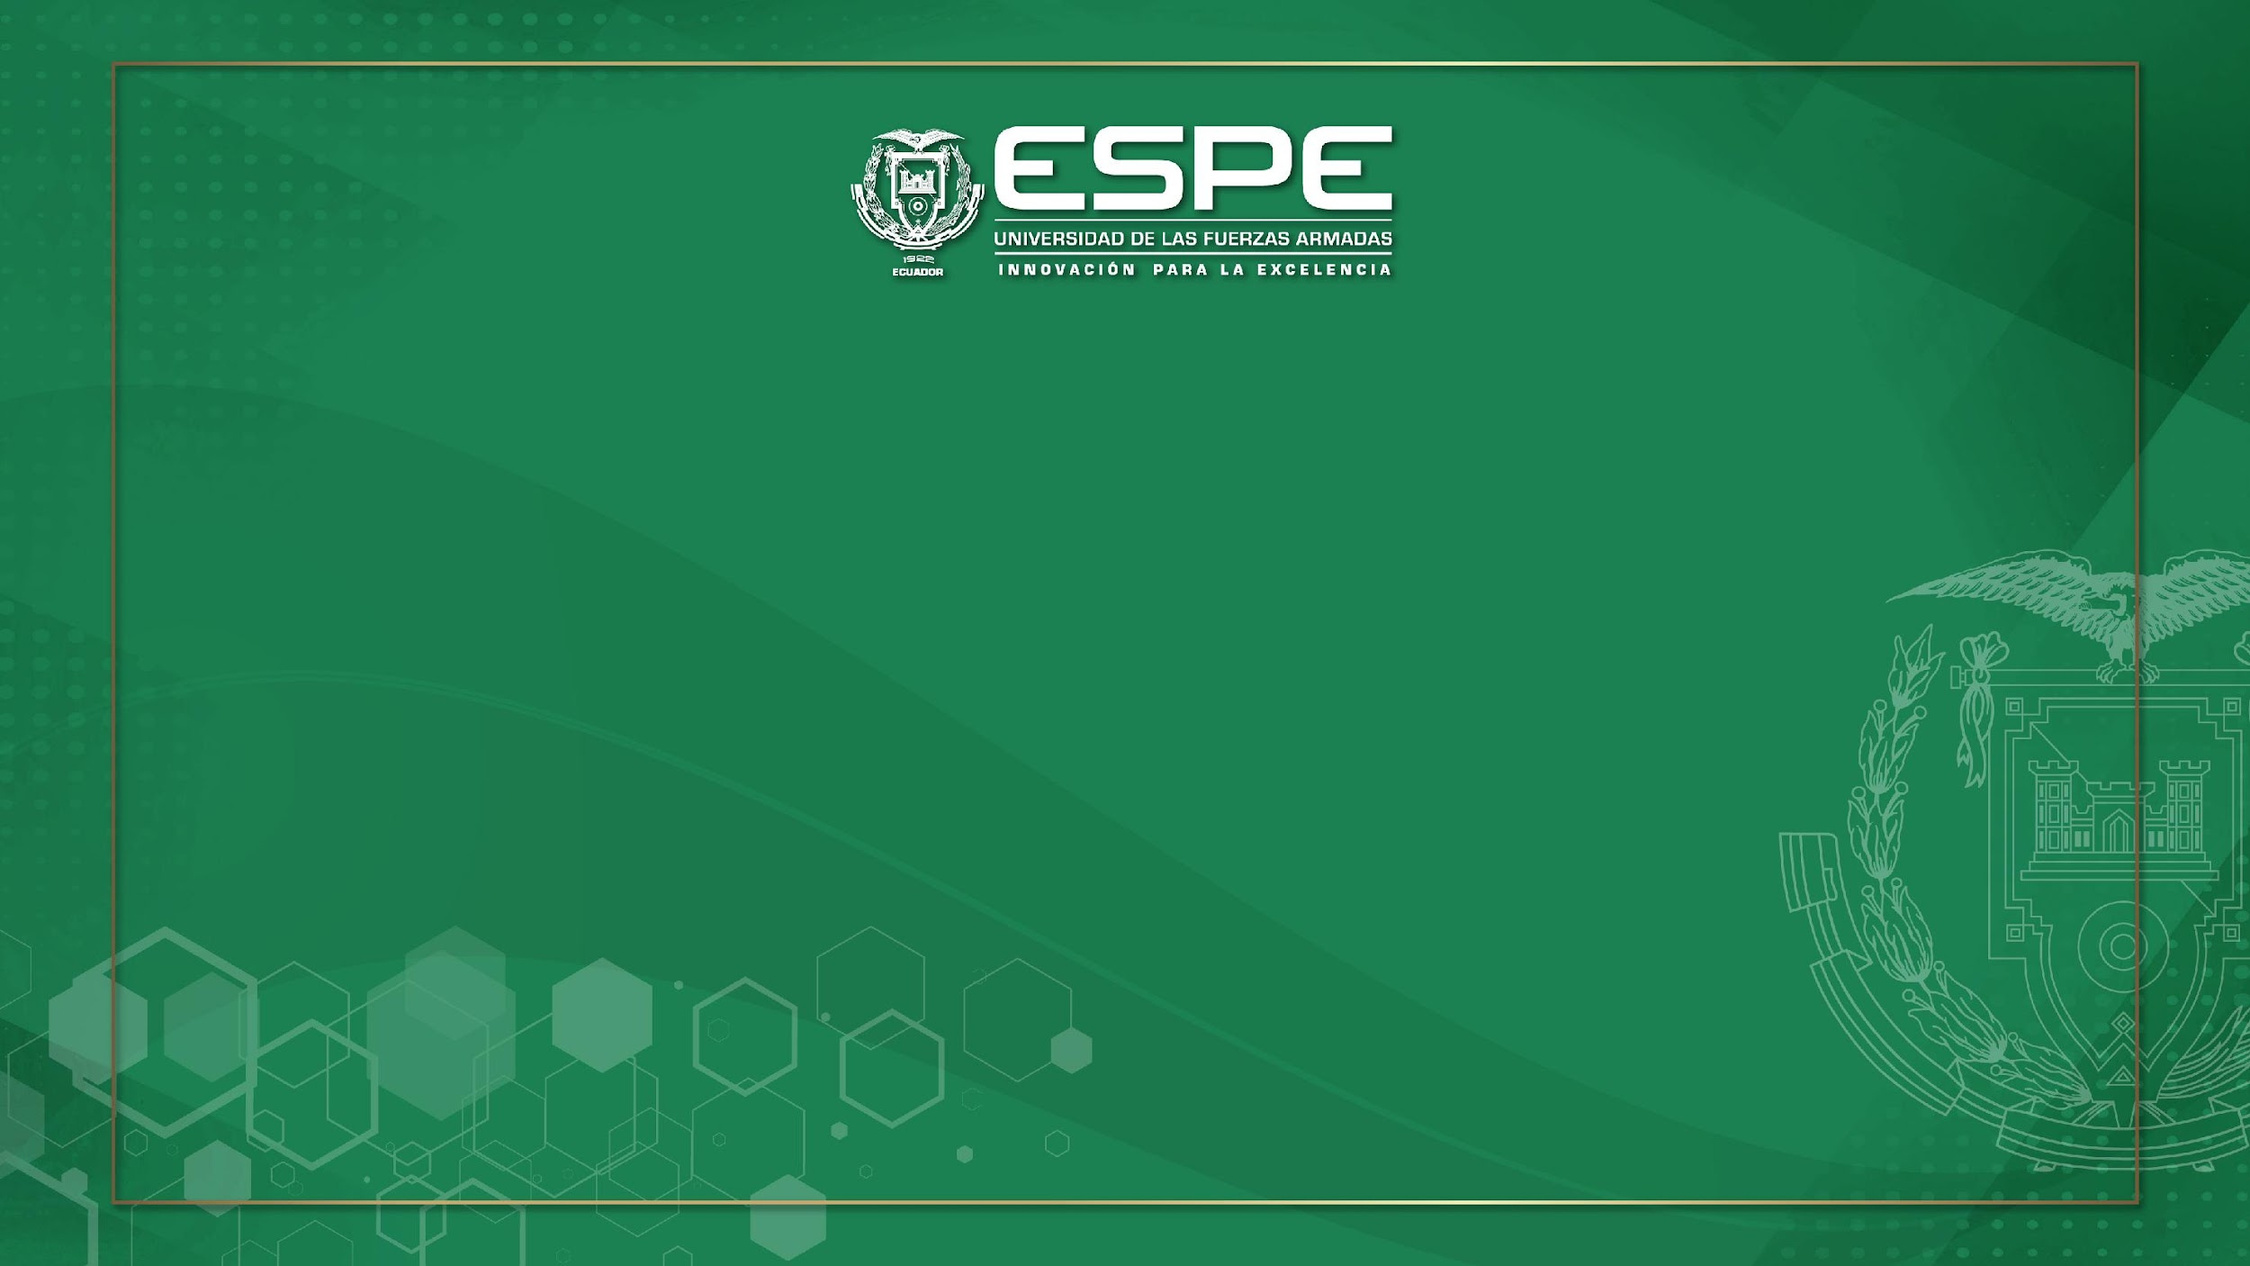 ESPE
UNIVERSIDAD DE LAS FUERZAS ARMADAS
INNOVACIÓN PARA LA EXCELENCIA
1922
ECUADOR